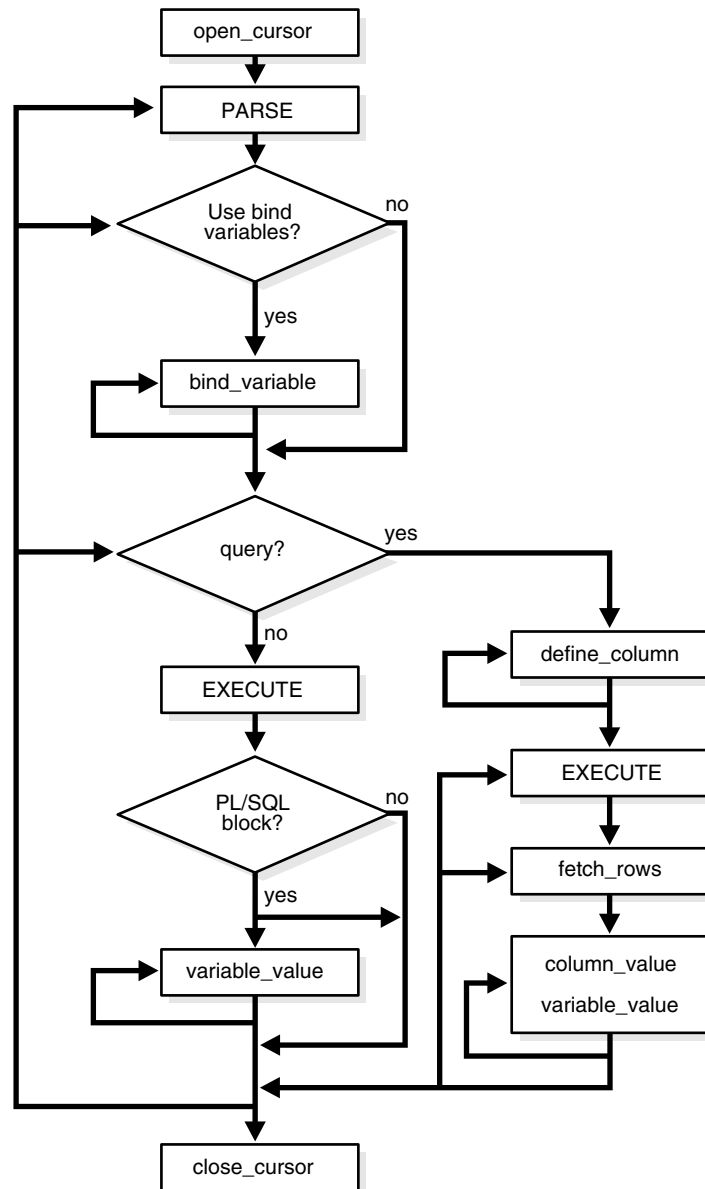 open_cursor
PARSE
Use bind
variables?
no
yes
bind_variable
query?
yes
no
define_column
EXECUTE
EXECUTE
PL/SQL
block?
no
yes
fetch_rows
variable_value
column_value
variable_value
close_cursor